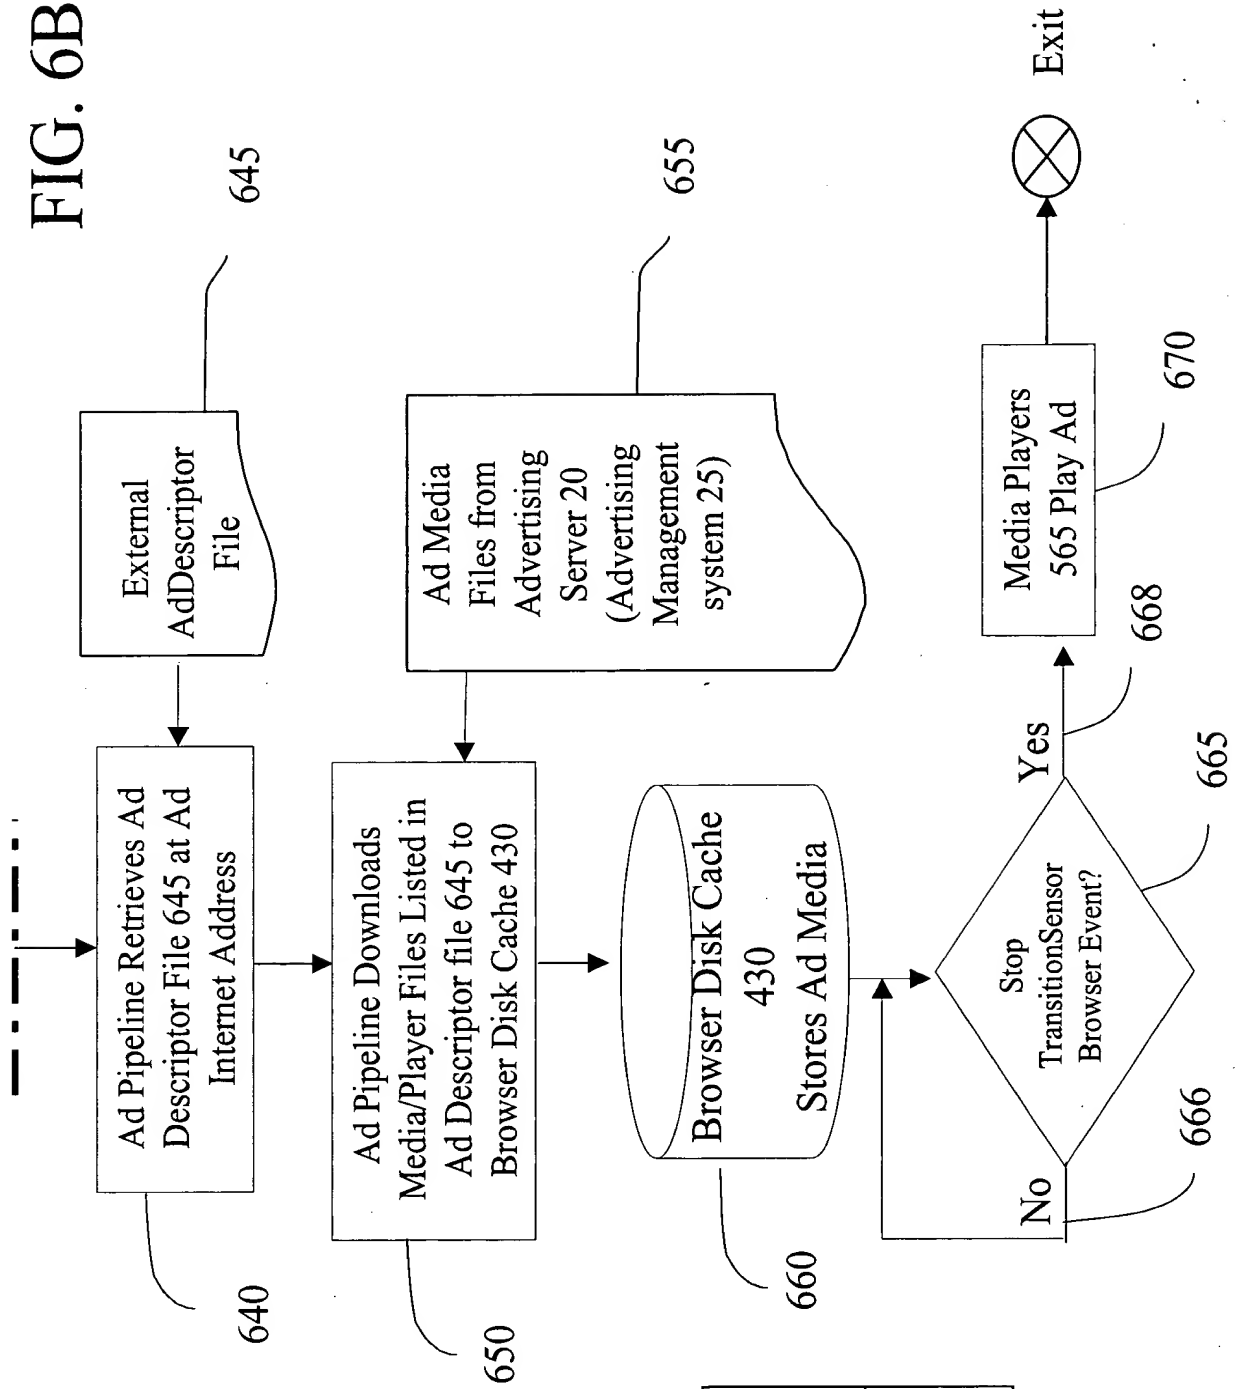 FIG. 6B
Ad Pipeline Retrieves Ad
Descriptor File 645 at Ad
Internet Address
640
External
AdDescriptor
File
645
Ad Pipeline Downloads
Media/Player Files Listed in
Ad Descriptor file 645 to
Browser Disk Cache 430
650
Ad Media
Files from
Advertising
Server 20
(Advertising
Management
system 25)
655
Browser Disk Cache
430
Stores Ad Media
660
Stop
TransitionSensor
Browser Event?
665
No
666
Yes
668
Media Players
565 Play Ad
670
Exit